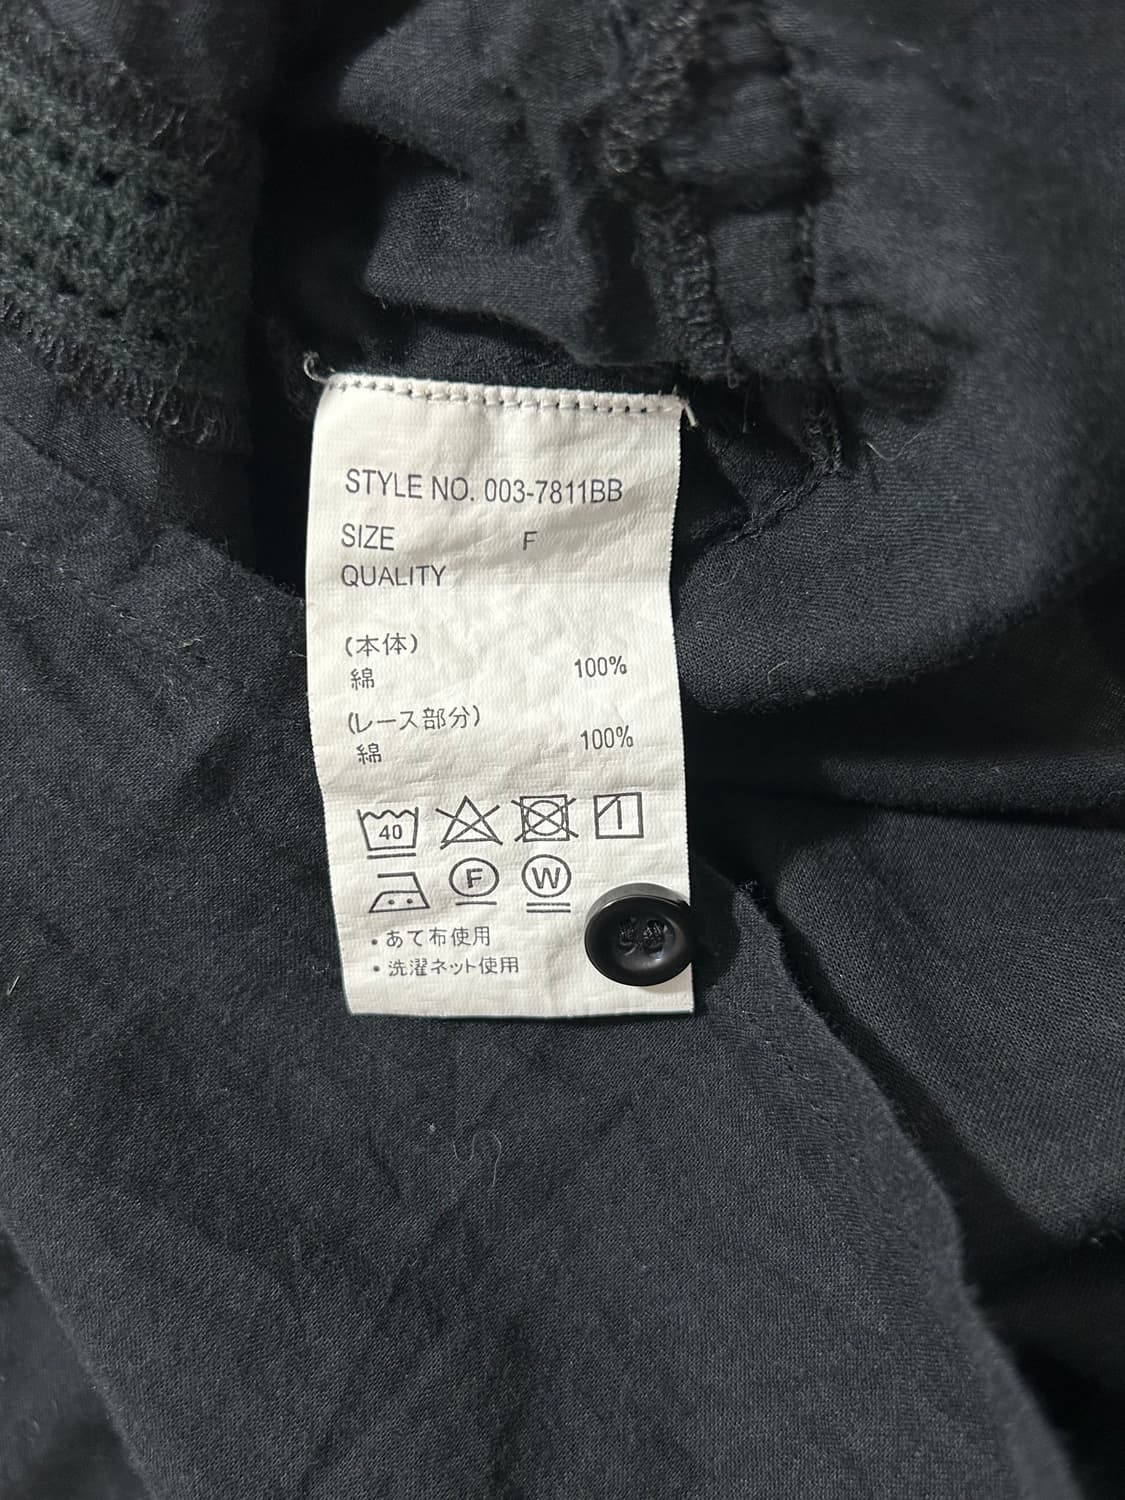 STYLE NO. 003-7811BB
SIZE F
QUALITY
(本体)
綿 100%
(レース部分)
綿 100%
40
F W
・あて布使用
・洗濯ネット使用